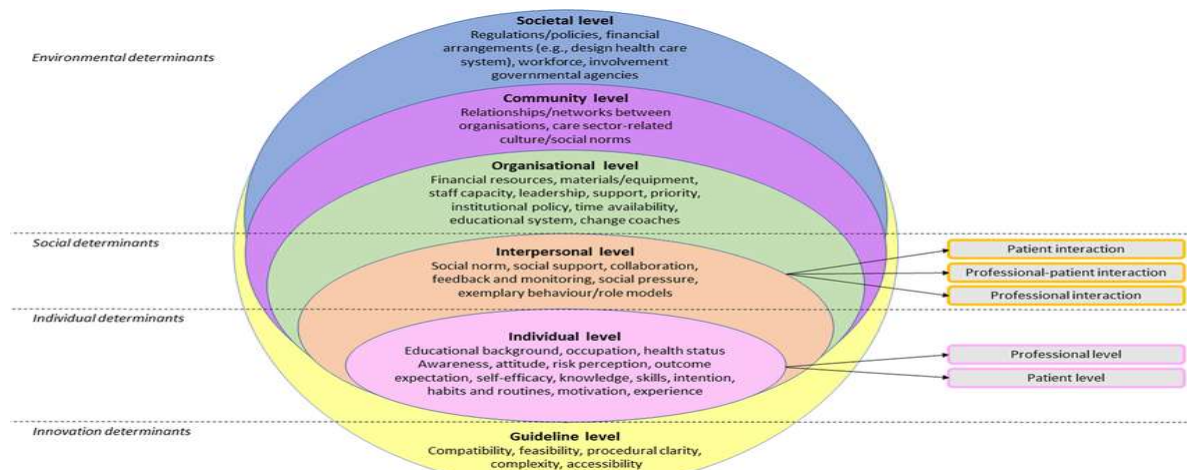 Societal level
Regulations/policies, financial
arrangements (e.g., design health care
system), workforce, involvement
governmental agencies
Environmental determinants
Community level
Relationships/networks between
organisations, care sector-related
culture/social norms
Organisational level
Financial resources, materials/equipment,
staff capacity, leadership, support, priority,
institutional policy, time availability,
educational system, change coaches
Social determinants
Interpersonal level
Social norm, social support, collaboration,
feedback and monitoring, social pressure,
exemplary behaviour/role models
Patient interaction
Professional-patient interaction
Professional interaction
Individual determinants
Individual level
Educational background, occupation, health status
Awareness, attitude, risk perception, outcome
expectation, self-efficacy, knowledge, skills, intention,
habits and routines, motivation, experience
Professional level
Patient level
Innovation determinants
Guideline level
Compatibility, feasibility, procedural clarity,
complexity, accessibility